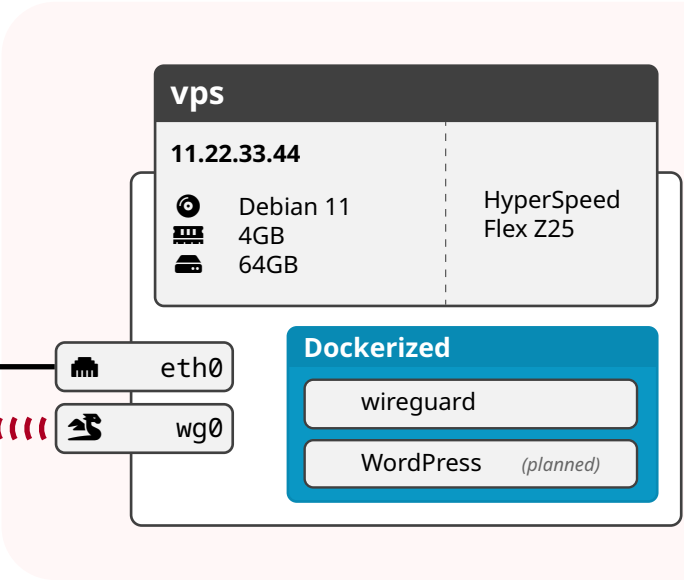 vps
11.22.33.44
Debian 11
4GB
64GB
HyperSpeed
Flex Z25
eth0
wg0
Dockerized
wireguard
WordPress (planned)